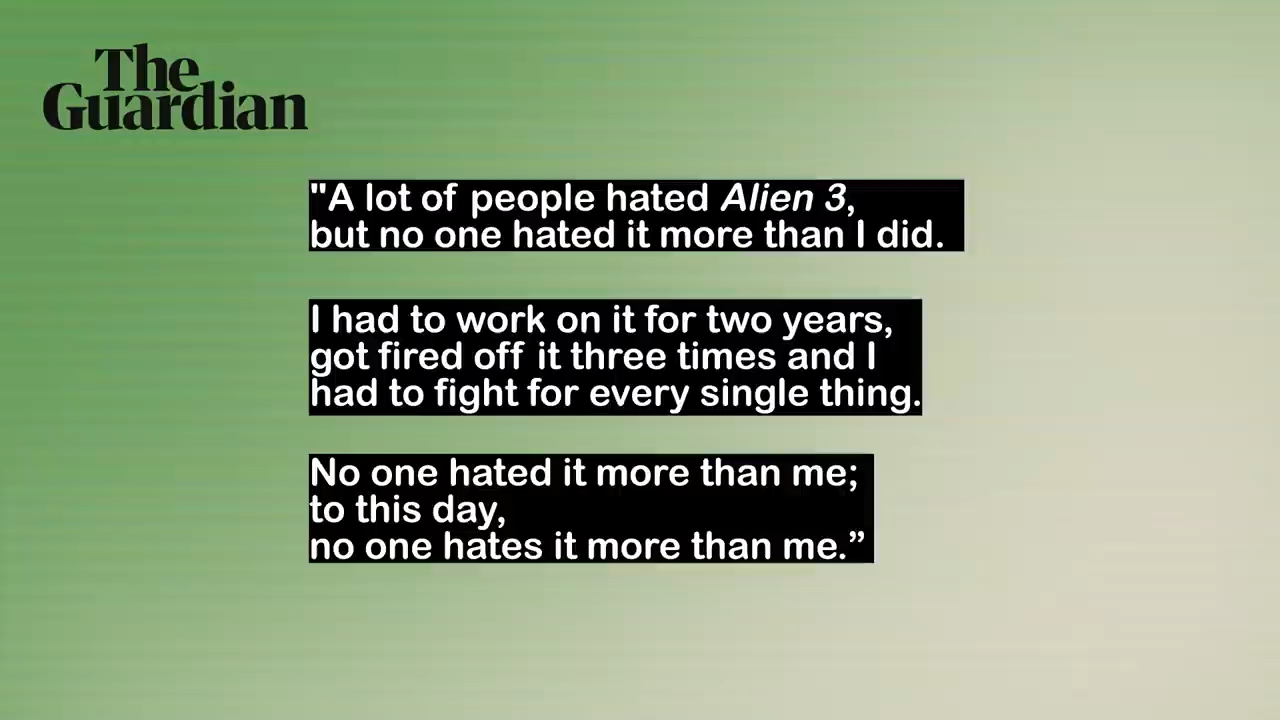 The
Guardian
"A lot of people hated Alien 3,
but no one hated it more than I did.
I had to work on it for two years,
got fired off it three times and I
had to fight for every single thing.
No one hated it more than me;
to this day,
no one hates it more than me.”